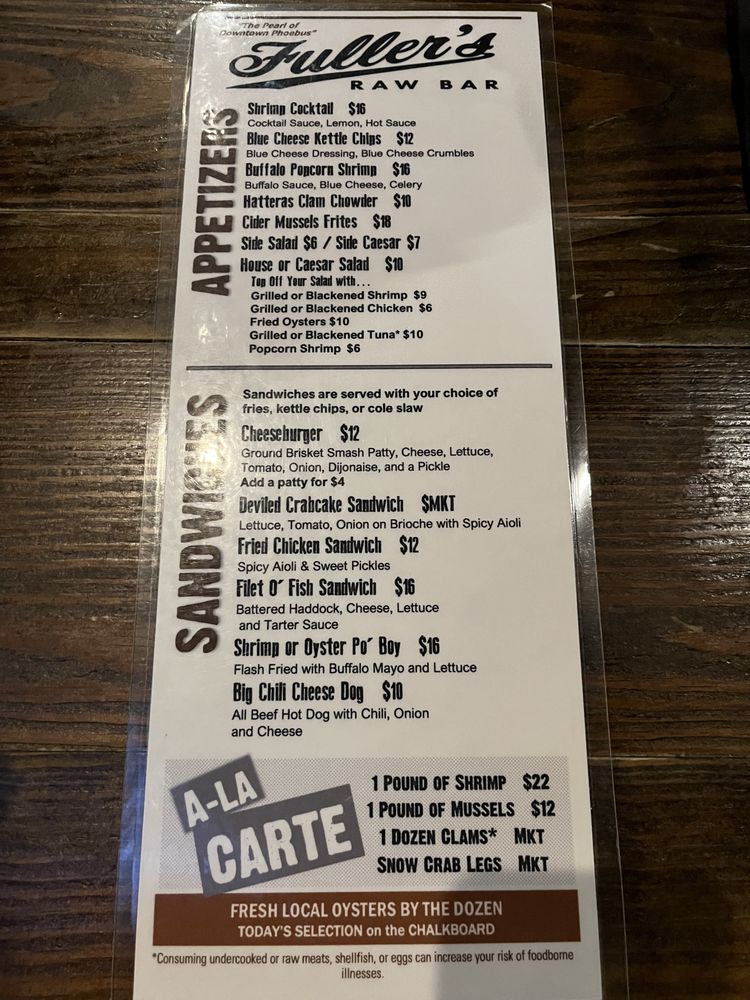 "The Pearl of
Downtown Phoebus"
Fuller's
RAW BAR
APPETIZERS
Shrimp Cocktail $16
Cocktail Sauce, Lemon, Hot Sauce
Blue Cheese Kettle Chips $12
Blue Cheese Dressing, Blue Cheese Crumbles
Buffalo Popcorn Shrimp $16
Buffalo Sauce, Blue Cheese, Celery
Hatteras Clam Chowder $10
Cider Mussels Frites $18
Side Salad $6 / Side Caesar $7
House or Caesar Salad $10
Top Off Your Salad with...
Grilled or Blackened Shrimp $9
Grilled or Blackened Chicken $6
Fried Oysters $10
Grilled or Blackened Tuna* $10
Popcorn Shrimp $6
SANDWICHES
Sandwiches are served with your choice of
fries, kettle chips, or cole slaw
Cheeseburger $12
Ground Brisket Smash Patty, Cheese, Lettuce,
Tomato, Onion, Dijonaise, and a Pickle
Add a patty for $4
Deviled Crabcake Sandwich $MKT
Lettuce, Tomato, Onion on Brioche with Spicy Aioli
Fried Chicken Sandwich $12
Spicy Aioli & Sweet Pickles
Filet O' Fish Sandwich $16
Battered Haddock, Cheese, Lettuce
and Tarter Sauce
Shrimp or Oyster Po' Boy $16
Flash Fried with Buffalo Mayo and Lettuce
Big Chili Cheese Dog $10
All Beef Hot Dog with Chili, Onion
and Cheese
A-LA
CARTE
1 POUND OF SHRIMP $22
1 POUND OF MUSSELS $12
1 DOZEN CLAMS* MKT
SNOW CRAB LEGS MKT
FRESH LOCAL OYSTERS BY THE DOZEN
TODAY'S SELECTION on the CHALKBOARD
*Consuming undercooked or raw meats, shellfish, or eggs can increase your risk of foodborne
illnesses.